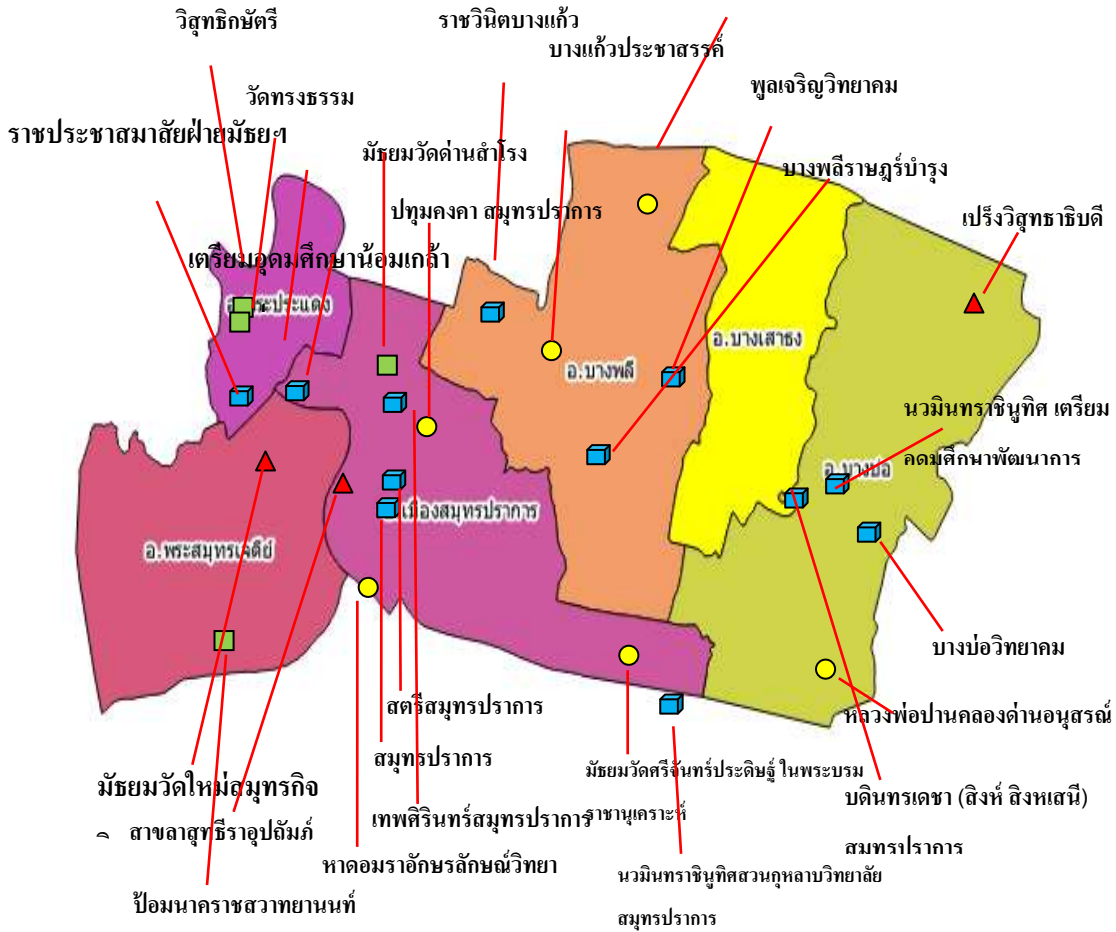 วิสุทธิกษัตรี
ราชวินิตบางแก้ว
บางแก้วประชาสรรค์
วัดทรงธรรม
พูลเจริญวิทยาคม
ราชประชาสมาสัยฝ่ายมัธยมฯ
มัธยมวัดด่านสำโรง
บางพลีราษฎร์บำรุง
ปทุมคงคา สมุทรปราการ
เปร็งวิสุทธาธิบดี
เตรียมอุดมศึกษาน้อมเกล้า
อ.พระประแดง
อ.บางเสาธง
อ.บางพลี
นวมินทราชินูทิศ เตรียม
อุดมศึกษาพัฒนาการ
อ.บางบ่อ
เมืองสมุทรปราการ
อ.พระสมุทรเจดีย์
บางบ่อวิทยาคม
สตรีสมุทรปราการ
หลวงพ่อปานคลองด่านอนุสรณ์
สมุทรปราการ
มัธยมวัดศรีจันทร์ประดิษฐ์ ในพระบรม
ราชานุเคราะห์
มัธยมวัดใหม่สมุทรกิจ
บดินทรเดชา (สิงห์ สิงหเสนี)
สมุทรปราการ
เทพศิรินทร์สมุทรปราการ
สาขลาสุทธีราอุปถัมภ์
หาดอมราอักษรลักษณ์วิทยา
นวมินทราชินูทิศสวนกุหลาบวิทยาลัย
สมุทรปราการ
ป้อมนาคราชสวาทยานนท์